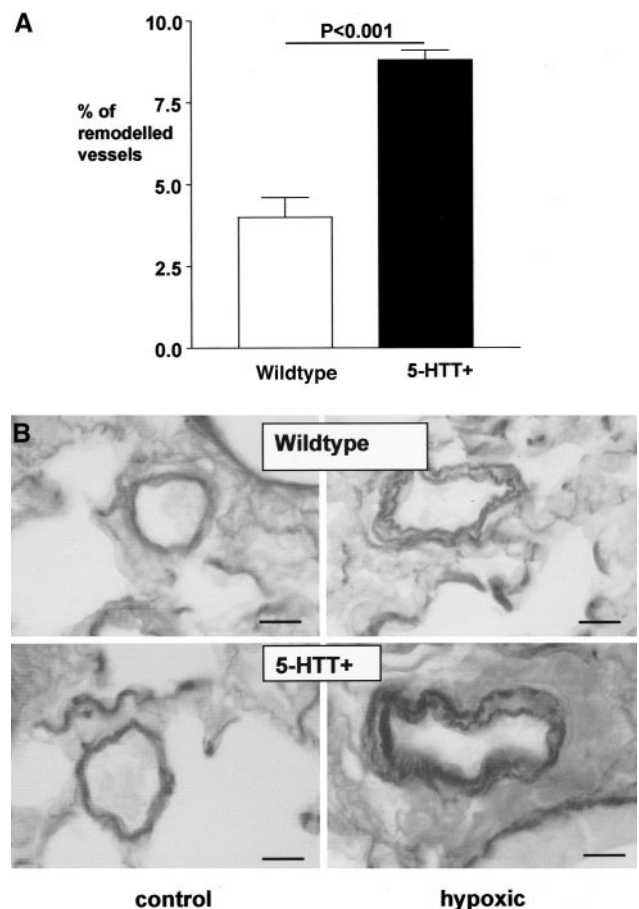 A
10.0
P<0.001
7.5
% of
remodelled
vessels
5.0
2.5
0.0
Wildtype
5-HTT+
B
Wildtype
5-HTT+
control
hypoxic